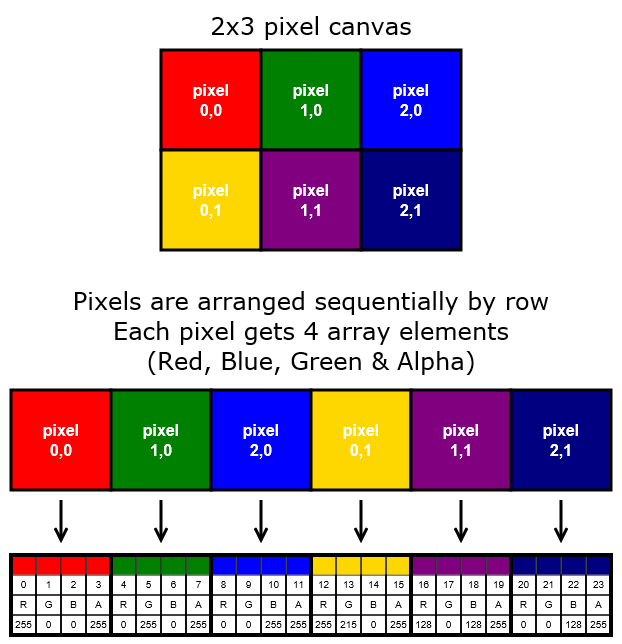 2x3 pixel canvas
pixel pixel pixel
0,0 1,0 2,0
pixel pixel pixel
0,1 1,1 2,1
Pixels are arranged sequentially by row
Each pixel gets 4 array elements
(Red, Blue, Green & Alpha)
pixel pixel pixel pixel pixel pixel
0,0 1,0 2,0 0,1 1,1 2,1
0 1 2 3 4 5 6 7 8 9 10 11 12 13 14 15 16 17 18 19 20 21 22 23
R G B A R G B A R G B A R G B A R G B A R G B A
255 0 0 255 0 255 0 255 0 0 255 255 255 215 0 255 128 0 128 255 0 0 128 255